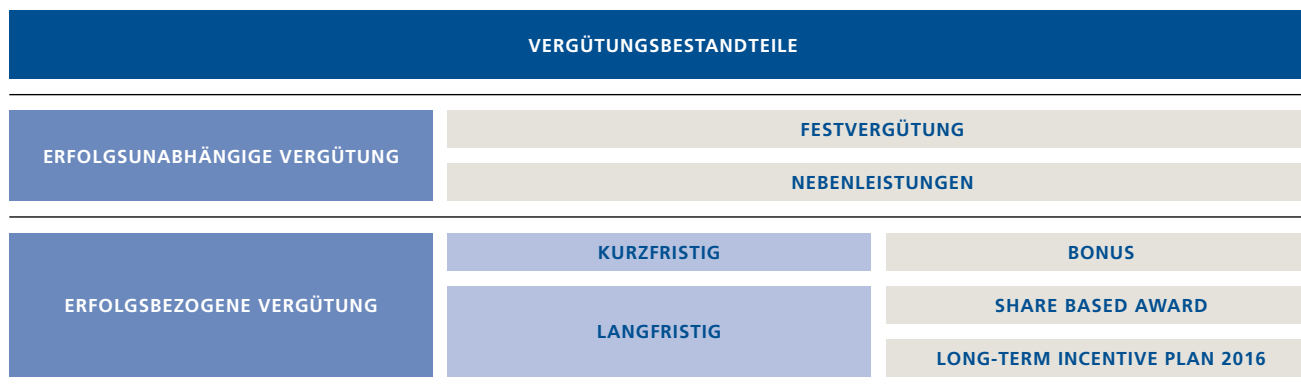 VERGÜTUNGSBESTANDTEILE
ERFOLGSUNABHÄNGIGE VERGÜTUNG
FESTVERGÜTUNG
NEBENLEISTUNGEN
ERFOLGSBEZOGENE VERGÜTUNG
KURZFRISTIG
BONUS
LANGFRISTIG
SHARE BASED AWARD
LONG-TERM INCENTIVE PLAN 2016